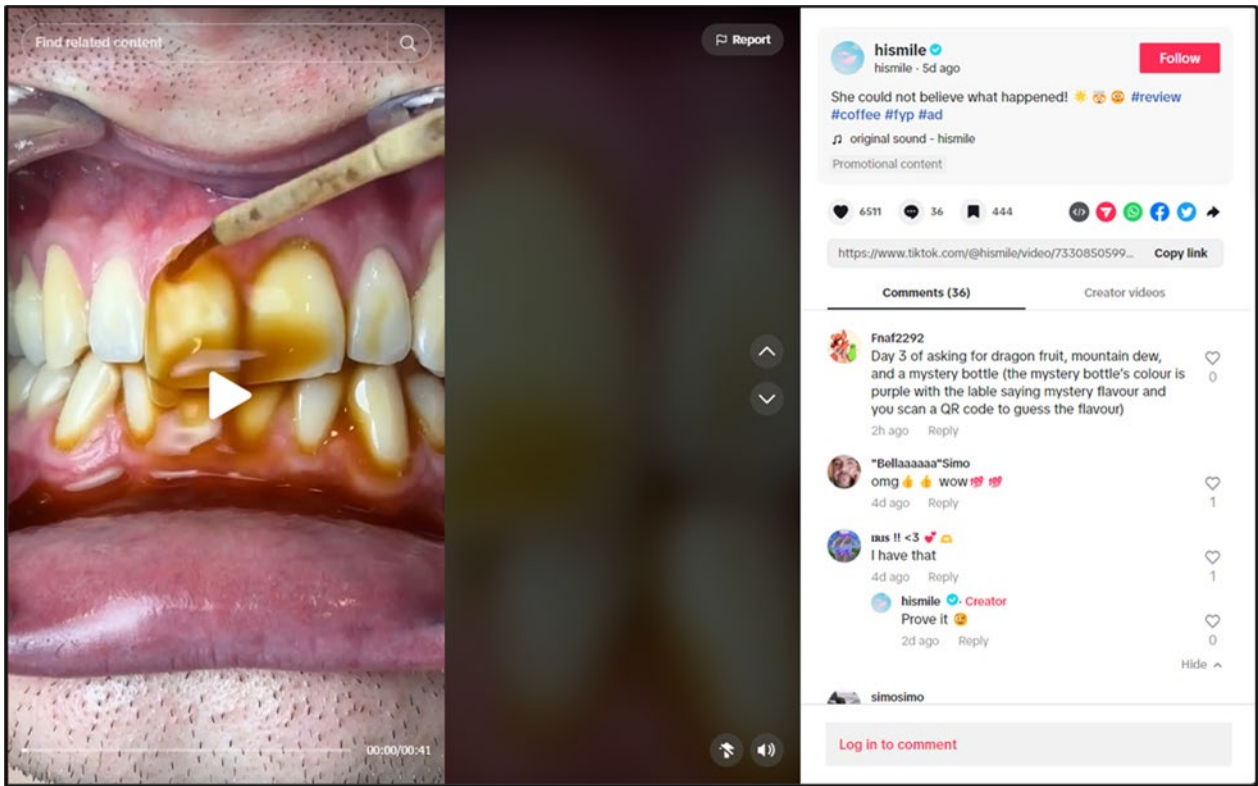 Find related content
Report
00:00/00:41
hismile
hismile · 5d ago
Follow
She could not believe what happened! ☀️ 🤯 😳 #review
#coffee #fyp #ad
♫ original sound - hismile
Promotional content
6511
36
444
https://www.tiktok.com/@hismile/video/7330850599...
Copy link
Comments (36)
Creator videos
Fnaf2292
Day 3 of asking for dragon fruit, mountain dew,
and a mystery bottle (the mystery bottle's colour is
purple with the lable saying mystery flavour and
you scan a QR code to guess the flavour)
0
2h ago Reply
"Bellaaaaaa"Simo
omg👍 👍 wow💯 💯
4d ago Reply
1
ɪɪus !! <3 💕 🫶
I have that
4d ago Reply
1
hismile · Creator
Prove it 😉
2d ago Reply
0
Hide
simosimo
Log in to comment